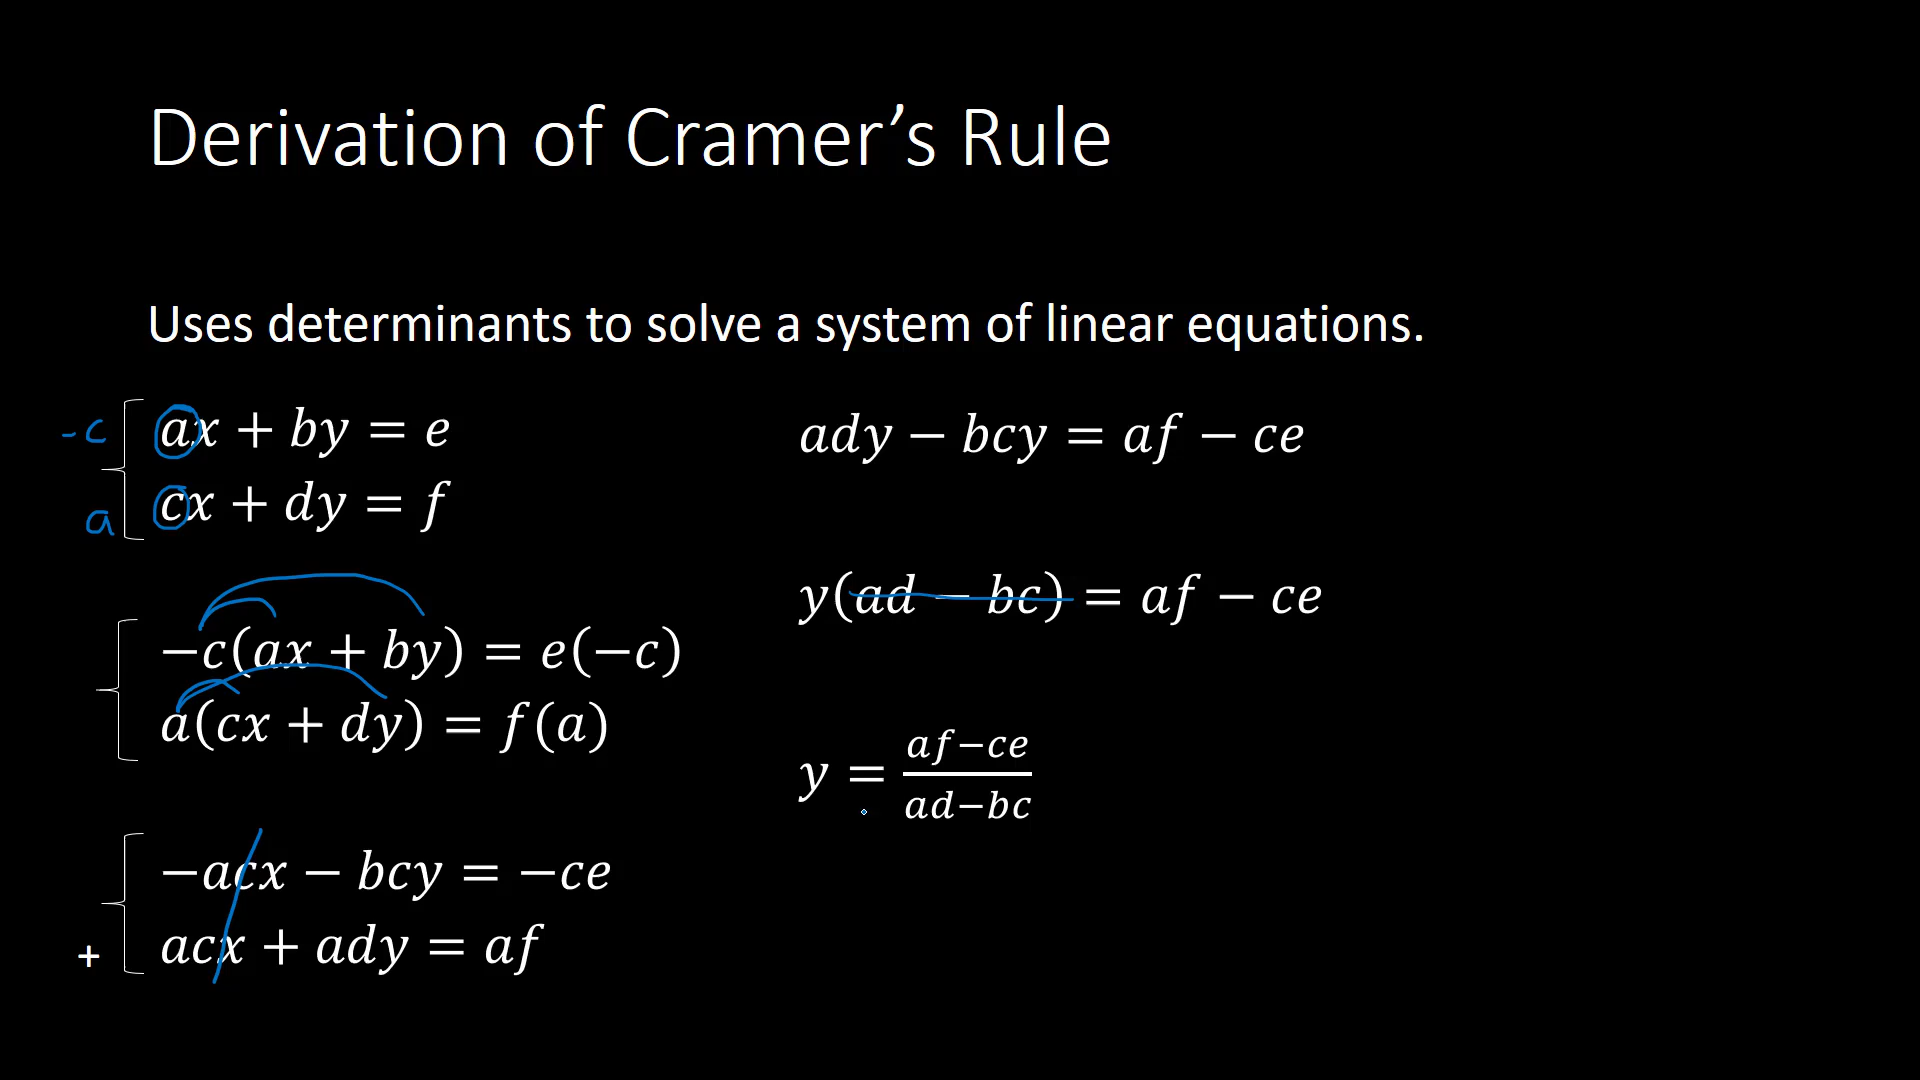 Derivation of Cramer’s Rule
Uses determinants to solve a system of linear equations.
-c
ax + by = e
a
cx + dy = f
−c(ax + by) = e(−c)
a(cx + dy) = f(a)
−acx − bcy = −ce
+
acx + ady = af
ady − bcy = af − ce
y(ad − bc) = af − ce
y = \frac{af−ce}{ad−bc}